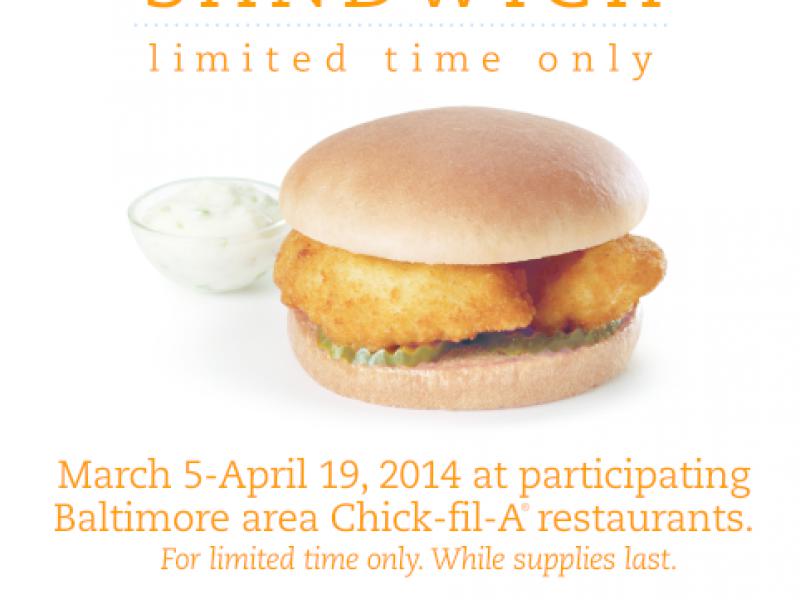 SANDWICH
limited time only
March 5-April 19, 2014 at participating
Baltimore area Chick-fil-A® restaurants.
For limited time only. While supplies last.